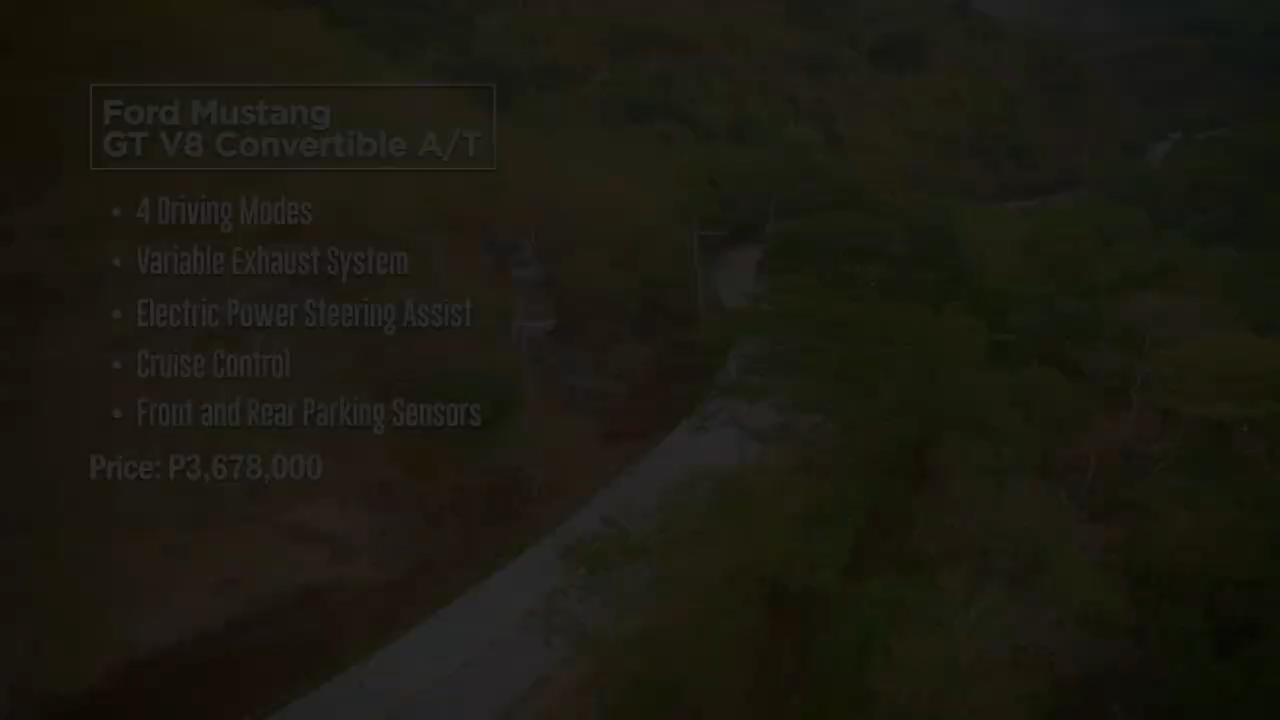 Ford Mustang
GT V8 Convertible A/T
• 4 Driving Modes
• Variable Exhaust System
• Electric Power Steering Assist
• Cruise Control
• Front and Rear Parking Sensors
Price: P3,678,000